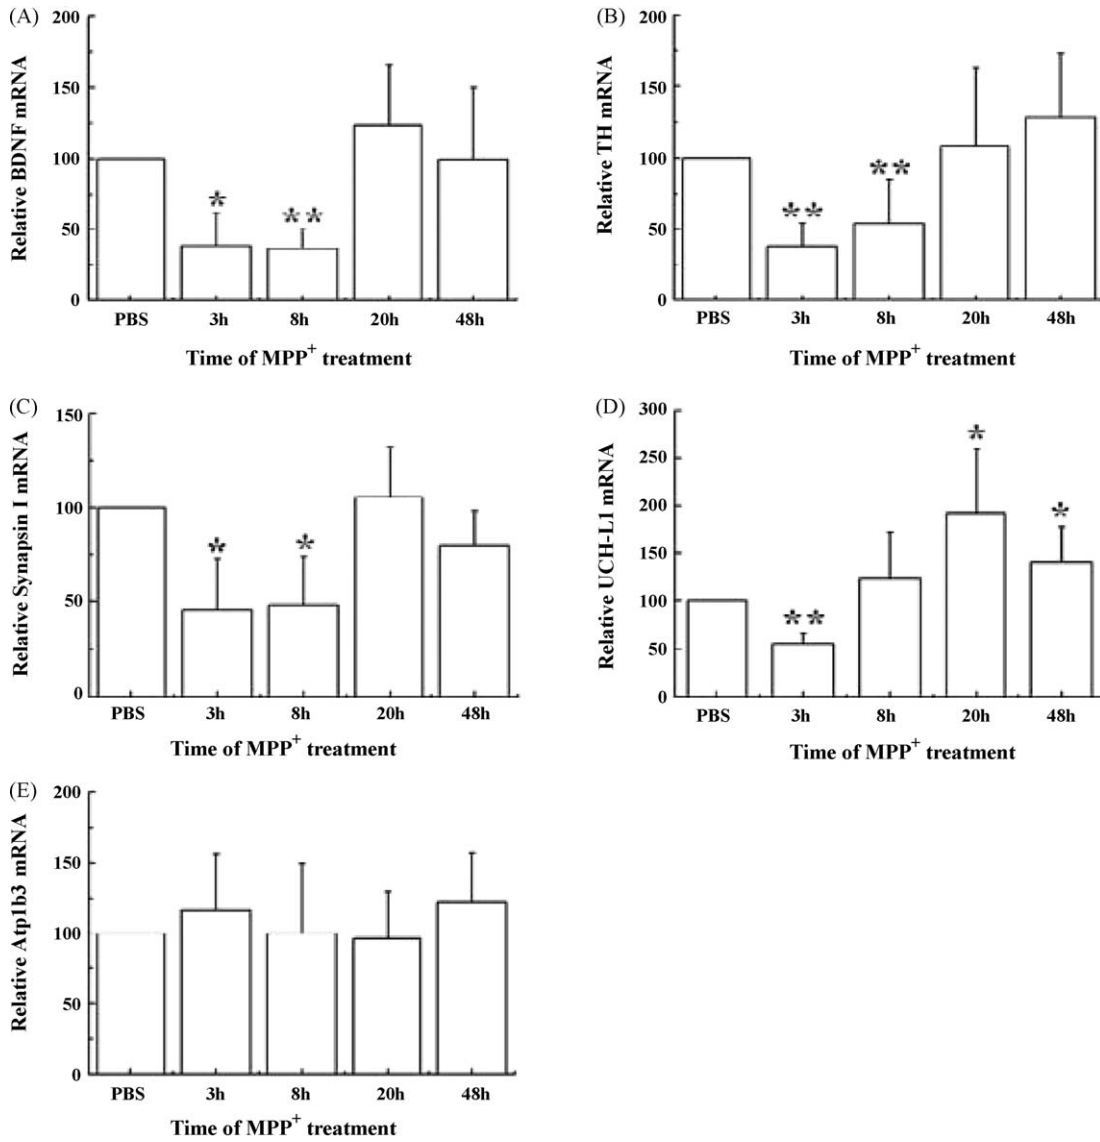 (A)
Relative BDNF mRNA
200
150
100
50
0
*
**
PBS 3h 8h 20h 48h
Time of MPP+ treatment
(B)
Relative TH mRNA
200
150
100
50
0
**
**
PBS 3h 8h 20h 48h
Time of MPP+ treatment
(C)
Relative Synapsin I mRNA
150
100
50
0
*
*
PBS 3h 8h 20h 48h
Time of MPP+ treatment
(D)
Relative UCH-L1 mRNA
300
250
200
150
100
50
0
**
*
*
PBS 3h 8h 20h 48h
Time of MPP+ treatment
(E)
Relative Atp1b3 mRNA
200
150
100
50
0
PBS 3h 8h 20h 48h
Time of MPP+ treatment